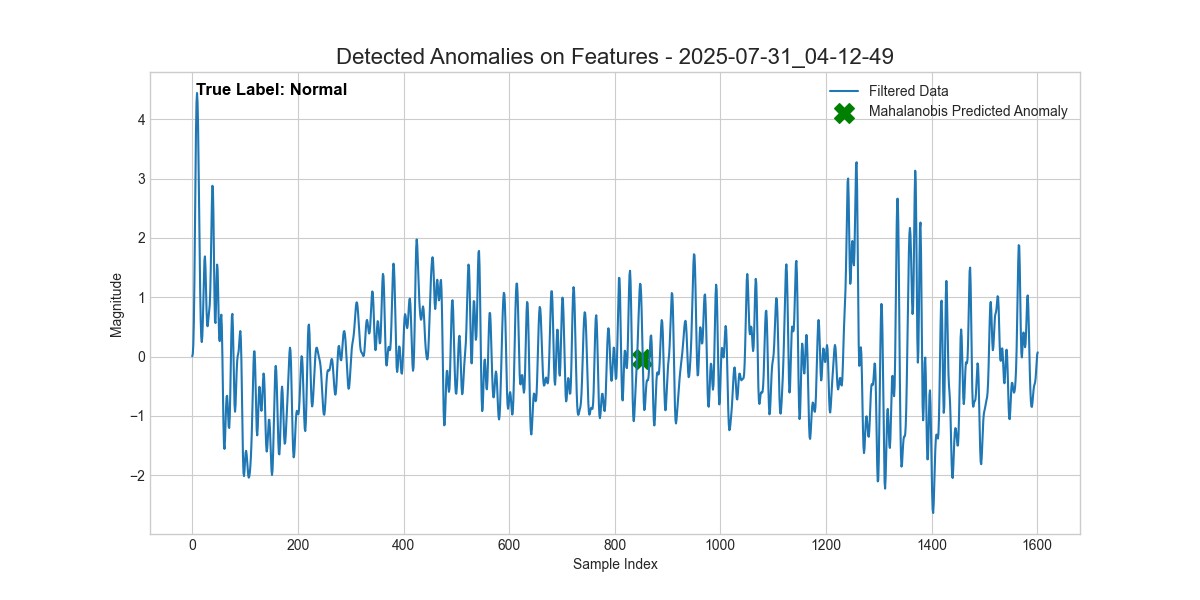 Detected Anomalies on Features - 2025-07-31_04-12-49
True Label: Normal
Filtered Data
Mahalanobis Predicted Anomaly
Magnitude
4
3
2
1
0
−1
−2
0 200 400 600 800 1000 1200 1400 1600
Sample Index